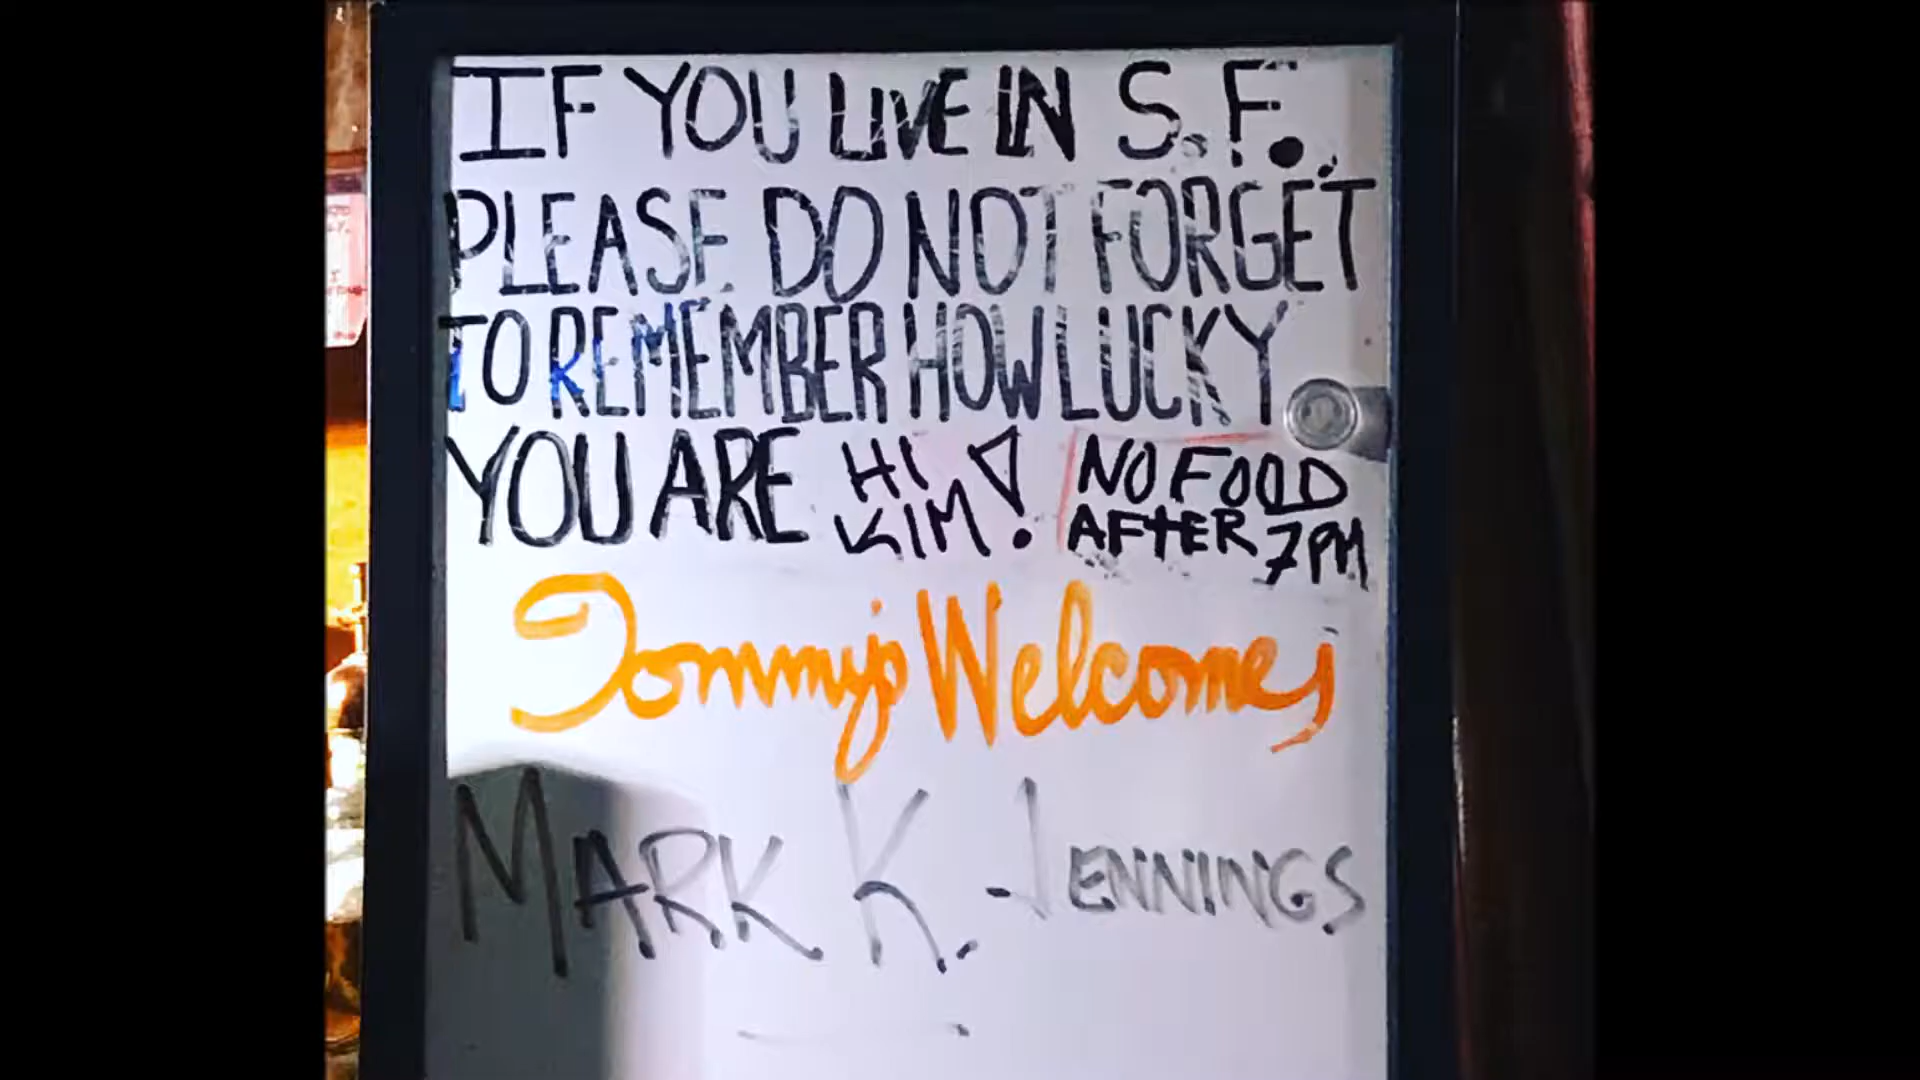 IF YOU LIVE IN S.F.,
PLEASE DO NOT FORGET
TO REMEMBER HOW LUCKY
YOU ARE
HI
KIM!
NO FOOD
AFTER 7PM
Tommy's Welcomes
MARK K. JENNINGS